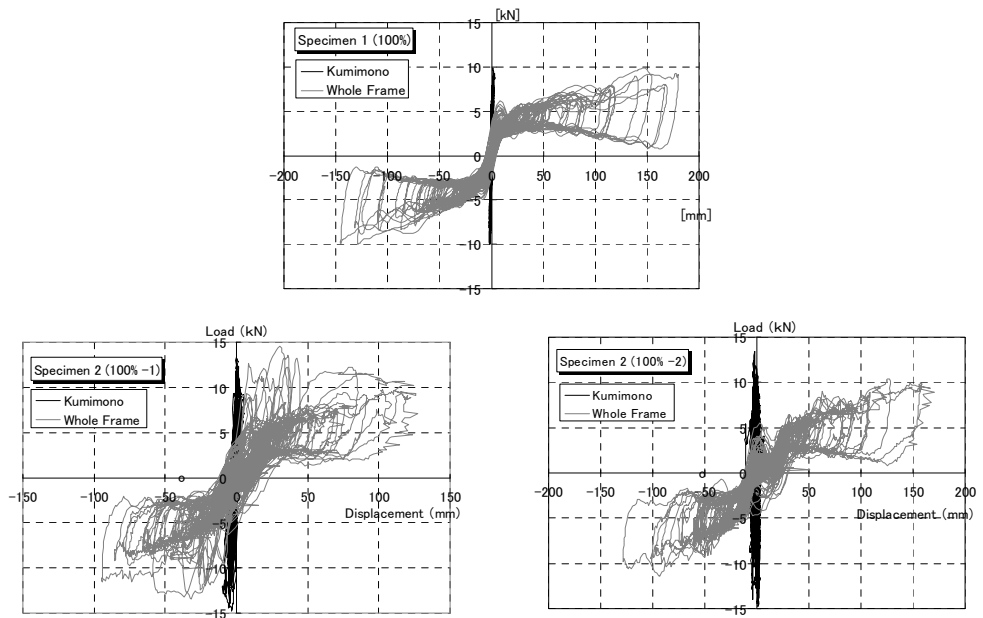 [kN]
15
Specimen 1 (100%)
Kumimono
Whole Frame
10
5
0
-200 -150 -100 -50 0 50 100 150 200
-5
[mm]
-10
-15
Load (kN)
15
Specimen 2 (100% -1)
Kumimono
Whole Frame
10
5
0
-150 -100 -50 0 50 100 150
Displacement (mm)
-5
-10
-15
Load (kN)
15
Specimen 2 (100% -2)
Kumimono
Whole Frame
10
5
0
-200 -150 -100 -50 0 50 100 150 200
Displacement (mm)
-5
-10
-15